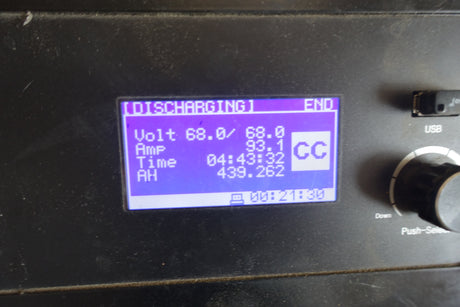 [DISCHARGING] END
Volt 68.0/ 68.0
Amp 93.1
Time 04:43:32
AH 439.262
CC
00:21:30
USB
Down
Push-Select